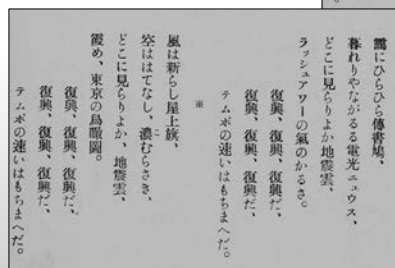 靄にひらひら傳書鳩、
暮れりやながるる電光ニュウス、
どこに見らりよか地震雲、
ラッシュアワーの氣のかるさ。
復興、復興、復興だ、
復興、復興、復興だ、
テムポの速いはもちまへだ。
※
風は新らし屋上旗、
空ははてなし、濃むらさき、
どこに見らりよか、地震雲、
霞め、東京の鳥瞰圖。
復興、復興、復興だ、
復興、復興、復興だ、
テムポの速いはもちまへだ。